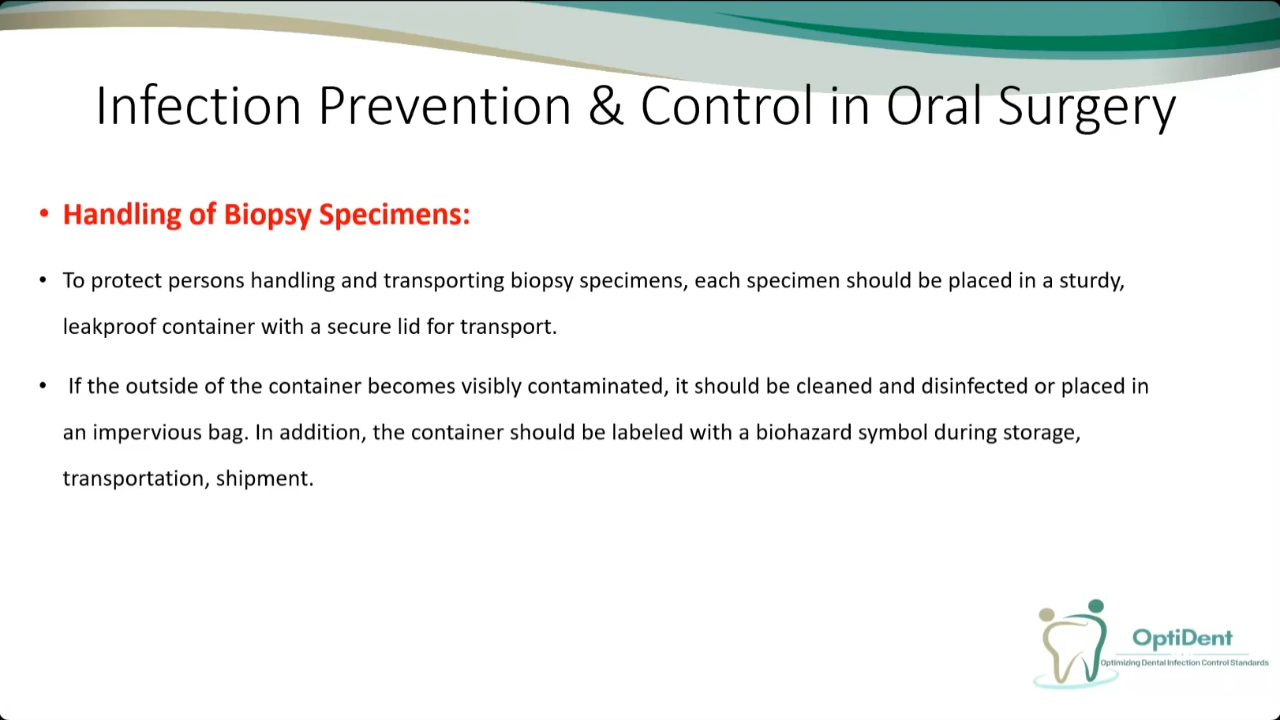 Infection Prevention & Control in Oral Surgery
• Handling of Biopsy Specimens:
• To protect persons handling and transporting biopsy specimens, each specimen should be placed in a sturdy,
leakproof container with a secure lid for transport.
• If the outside of the container becomes visibly contaminated, it should be cleaned and disinfected or placed in
an impervious bag. In addition, the container should be labeled with a biohazard symbol during storage,
transportation, shipment.
OptiDent
Optimizing Dental Infection Control Standards